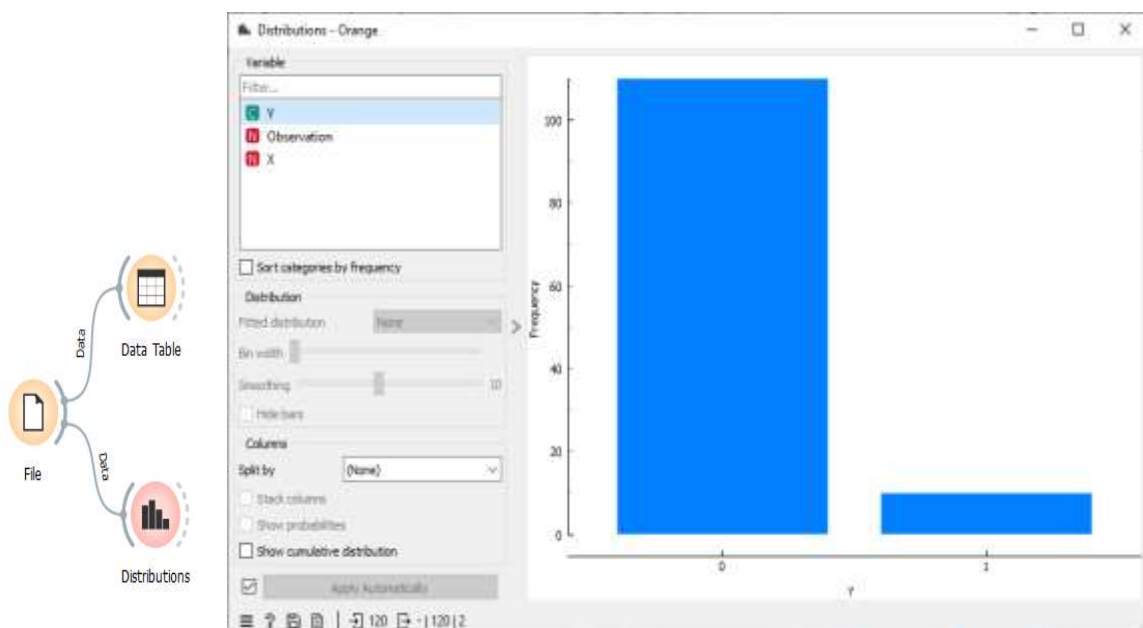 Distributions - Orange
Variable
Filter...
C Y
N Observation
N X
Sort categories by frequency
Distribution
Fitted distribution None
Bin width
Smoothing 10
Hide bars
Columns
Split by (None)
Stack columns
Show probabilities
Show cumulative distribution
Apply Automatically
? 120 - | 120 | 2
100
80
60
40
20
0
Frequency
0 1
Y
Data
Data Table
File
Data
Distributions